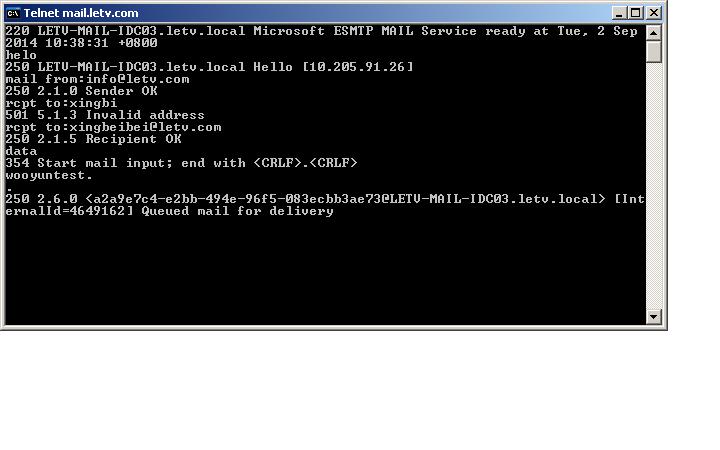 Telnet mail.letv.com
220 LETV-MAIL-IDC03.letv.local Microsoft ESMTP MAIL Service ready at Tue, 2 Sep
2014 10:38:31 +0800
helo
250 LETV-MAIL-IDC03.letv.local Hello [10.205.91.26]
mail from:info@letv.com
250 2.1.0 Sender OK
rcpt to:xingbi
501 5.1.3 Invalid address
rcpt to:xingbeibei@letv.com
250 2.1.5 Recipient OK
data
354 Start mail input; end with <CRLF>.<CRLF>
wooyuntest.
.
250 2.6.0 <a2a9e7c4-e2bb-494e-96f5-083ecbb3ae73@LETV-MAIL-IDC03.letv.local> [Int
ernalId=4649162] Queued mail for delivery